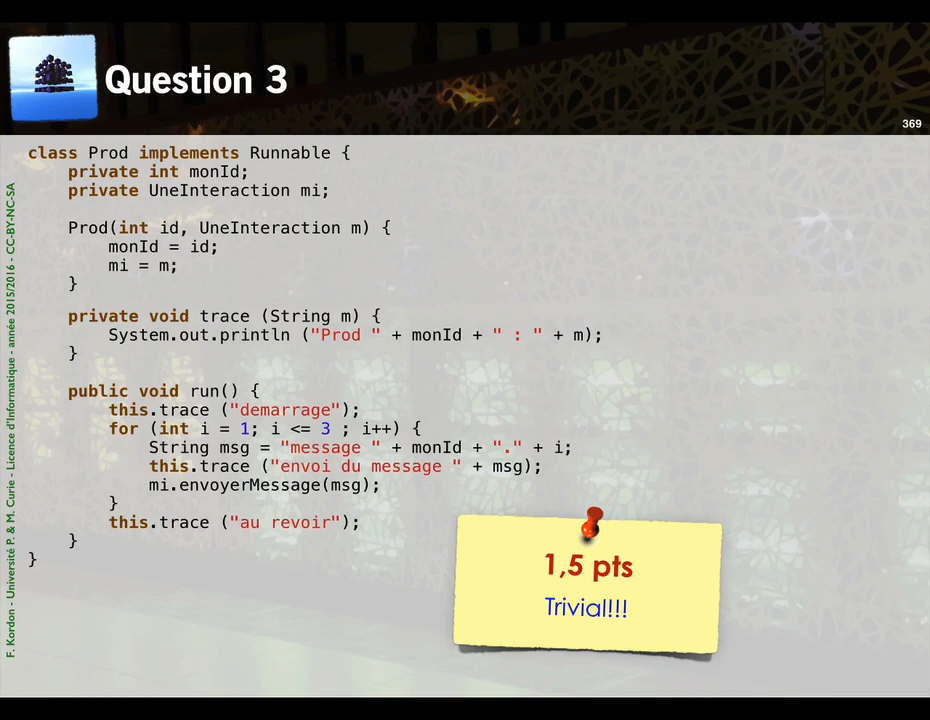 Question 3
369
class Prod implements Runnable {
    private int monId;
    private UneInteraction mi;

    Prod(int id, UneInteraction m) {
        monId = id;
        mi = m;
    }

    private void trace (String m) {
        System.out.println ("Prod " + monId + " : " + m);
    }

    public void run() {
        this.trace ("demarrage");
        for (int i = 1; i <= 3 ; i++) {
            String msg = "message " + monId + "." + i;
            this.trace ("envoi du message " + msg);
            mi.envoyerMessage(msg);
        }
        this.trace ("au revoir");
    }
}
1,5 pts
Trivial!!!
F. Kordon - Université P. & M. Curie - Licence d'Informatique - année 2015/2016 - CC-BY-NC-SA